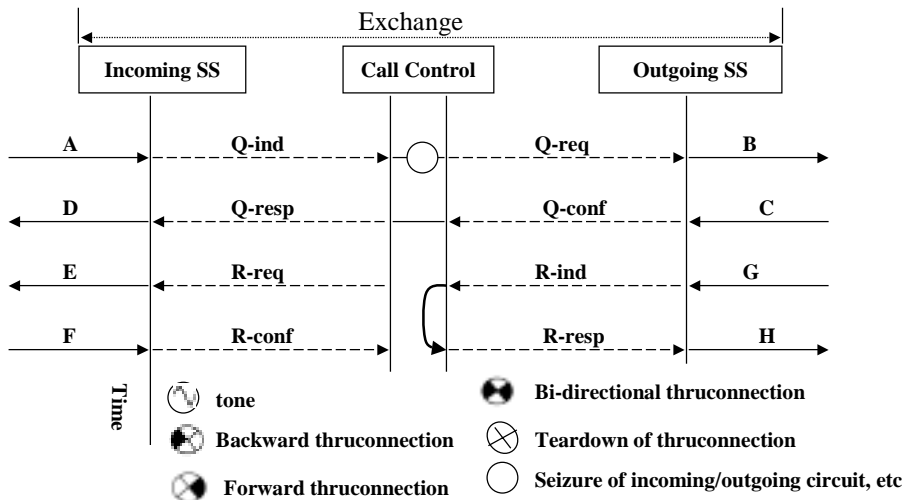 Exchange
Incoming SS Call Control Outgoing SS
A Q-ind Q-req B
D Q-resp Q-conf C
E R-req R-ind G
F R-conf R-resp H
Time
tone
Bi-directional thruconnection
Backward thruconnection
Teardown of thruconnection
Forward thruconnection
Seizure of incoming/outgoing circuit, etc